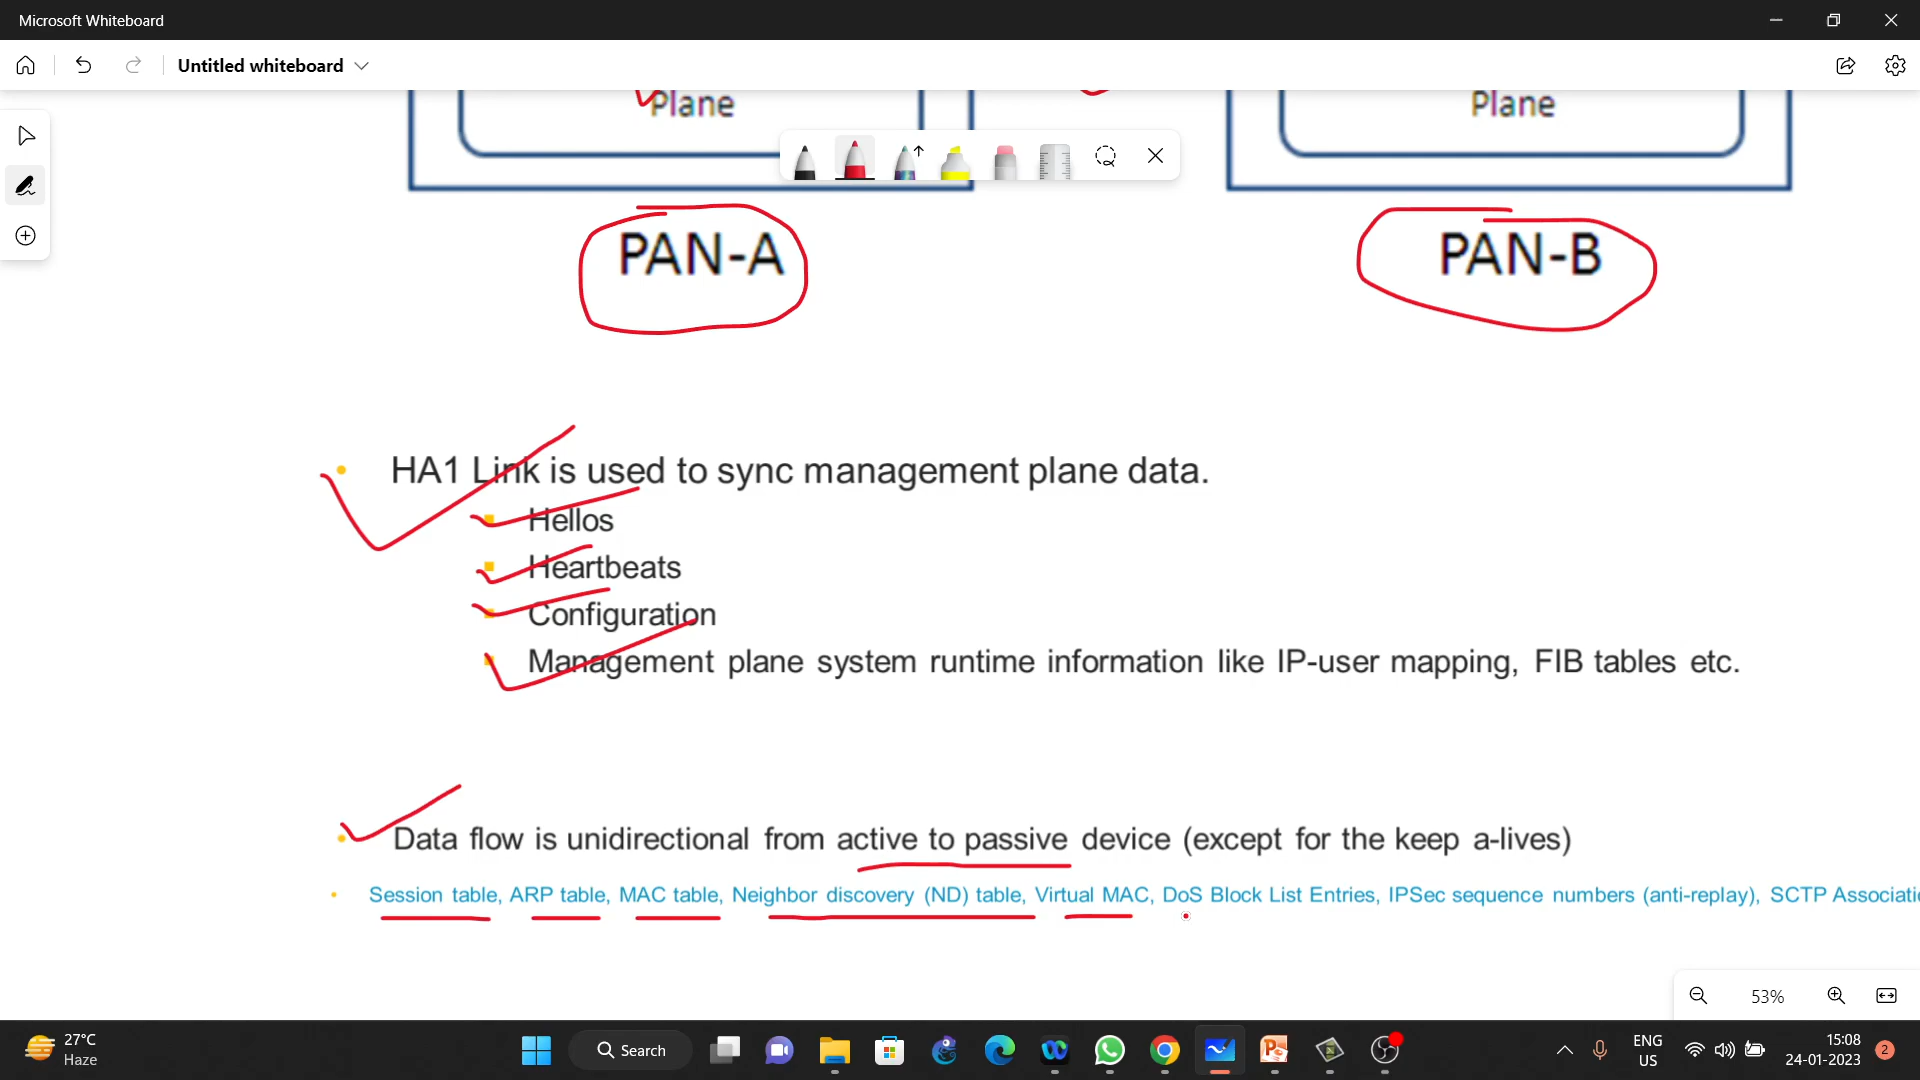 Microsoft Whiteboard
Untitled whiteboard
Plane
Plane
PAN-A
PAN-B
HA1 Link is used to sync management plane data.
Hellos
Heartbeats
Configuration
Management plane system runtime information like IP-user mapping, FIB tables etc.
Data flow is unidirectional from active to passive device (except for the keep a-lives)
Session table, ARP table, MAC table, Neighbor discovery (ND) table, Virtual MAC, DoS Block List Entries, IPSec sequence numbers (anti-replay), SCTP
53%
27°C
Haze
Search
ENG
US
15:08
24-01-2023
2